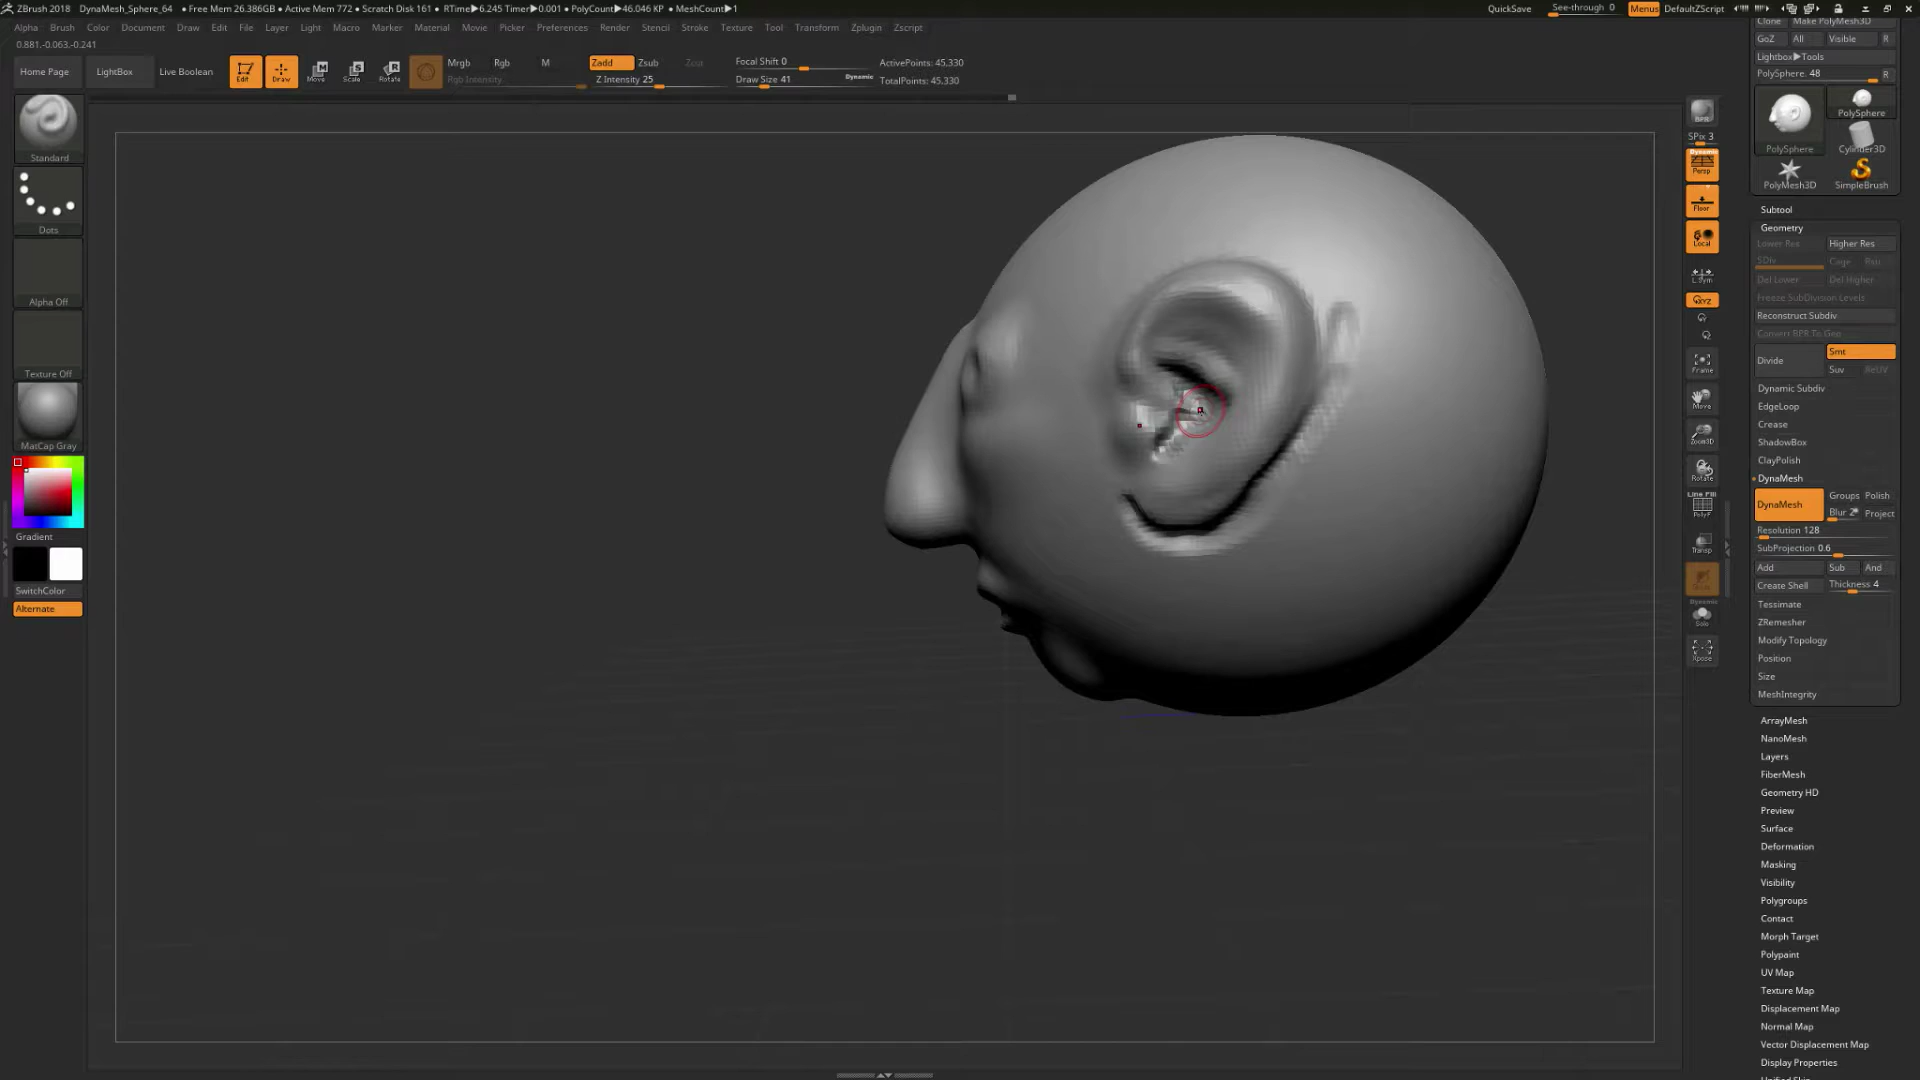 ZBrush 2018 DynaMesh_Sphere_64 • Free Mem 26.386GB • Active Mem 772 • Scratch Disk 161 • RTime▶6.245 Timer▶0.001 • PolyCount▶46.046 KP • MeshCount▶1 QuickSave See-through 0 Menus DefaultZScript
Alpha Brush Color Document Draw Edit File Layer Light Macro Marker Material Movie Picker Preferences Render Stencil Stroke Texture Tool Transform Zplugin Zscript
0.881,-0.063,-0.241
Home Page LightBox Live Boolean Edit Draw Move Scale Rotate
Mrgb Rgb M Zadd Zsub Focal Shift 0 ActivePoints: 45,330
Rgb Intensity Z Intensity 25 Draw Size 41 Dynamic TotalPoints: 45,330
Standard
Dots
Alpha Off
Texture Off
MatCap Gray
Gradient
SwitchColor
Alternate
BPR
SPix 3
Dynamic
Persp
Floor
Local
L.Sym
XYZ
Frame
Move
Zoom3D
Rotate
Line Fill
PolyF
Transp
Dynamic
Solo
Xpose
Clone Make PolyMesh3D
GoZ All Visible R
Lightbox▶Tools
PolySphere. 48 R
PolySphere
PolySphere Cylinder3D
PolyMesh3D SimpleBrush
Subtool
Geometry
Lower Res Higher Res
SDiv Cage Rstr
Del Lower Del Higher
Freeze SubDivision Levels
Reconstruct Subdiv
Convert BPR To Geo
Divide Smt
Suv ReUV
Dynamic Subdiv
EdgeLoop
Crease
ShadowBox
ClayPolish
DynaMesh
DynaMesh Groups Polish
Blur 2 Project
Resolution 128
SubProjection 0.6
Add Sub And
Create Shell Thickness 4
Tessimate
ZRemesher
Modify Topology
Position
Size
MeshIntegrity
ArrayMesh
NanoMesh
Layers
FiberMesh
Geometry HD
Preview
Surface
Deformation
Masking
Visibility
Polygroups
Contact
Morph Target
Polypaint
UV Map
Texture Map
Displacement Map
Normal Map
Vector Displacement Map
Display Properties